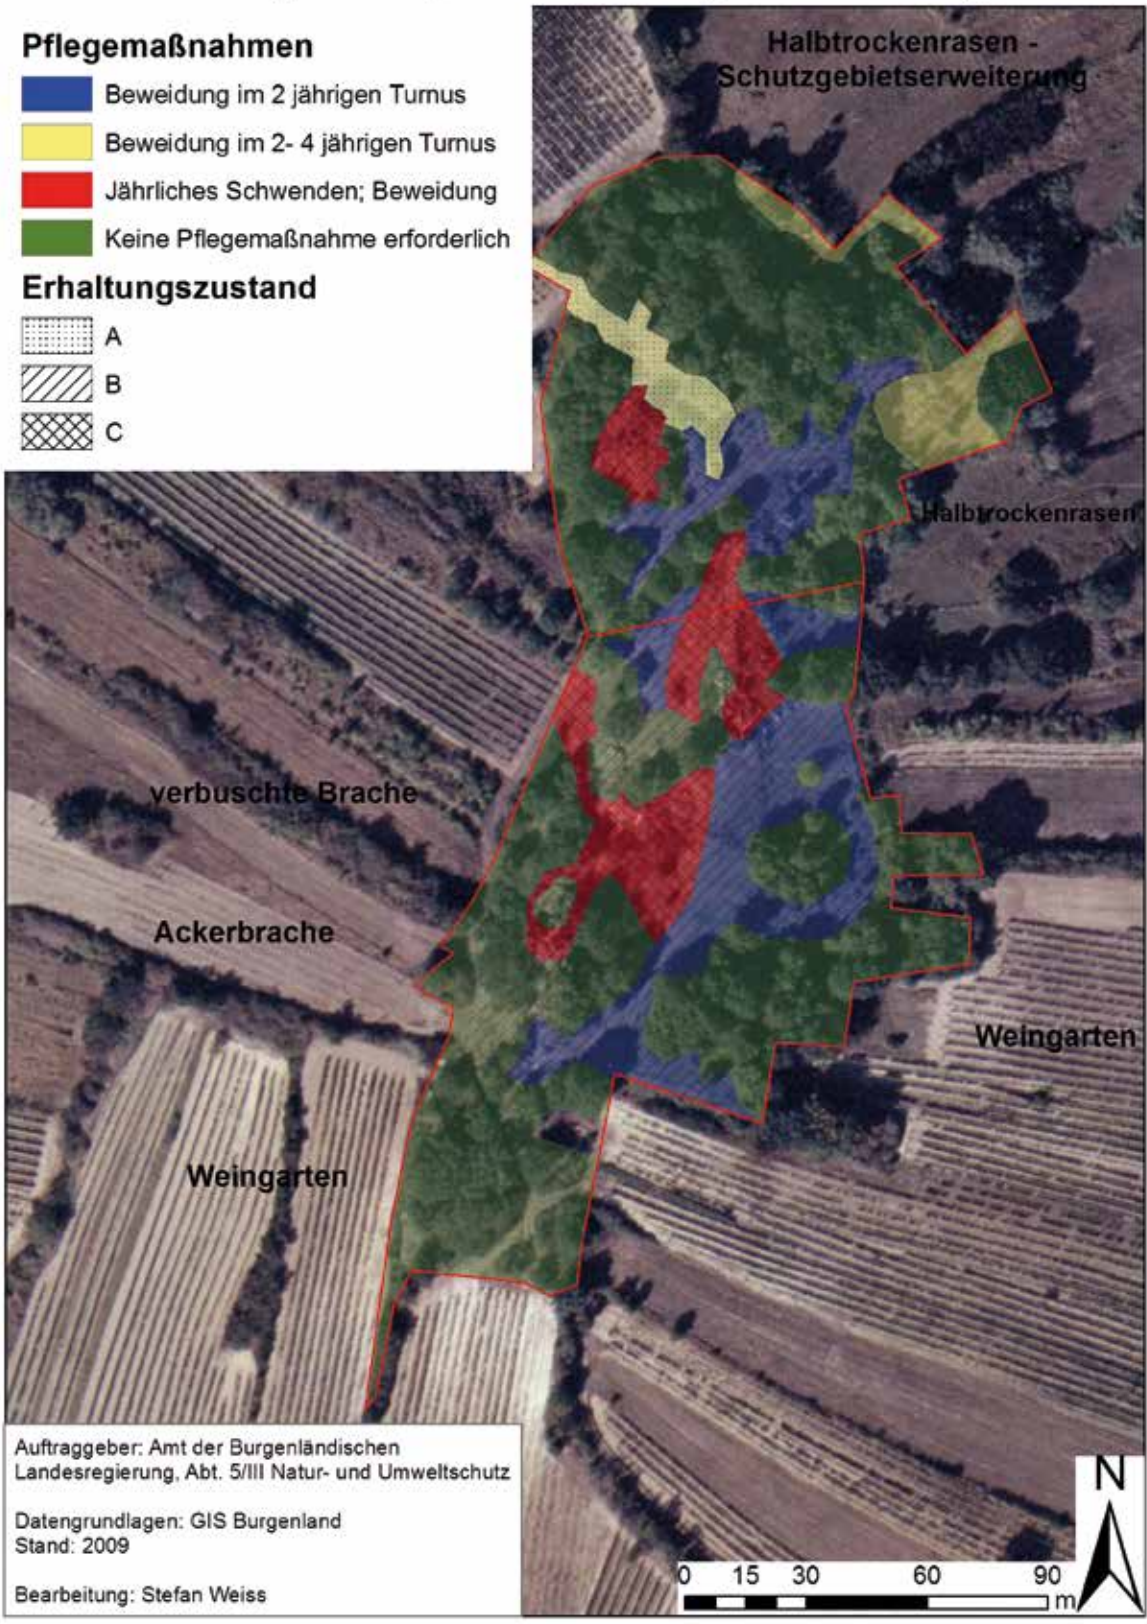 Pflegemaßnahmen
Beweidung im 2 jährigen Turnus
Beweidung im 2- 4 jährigen Turnus
Jährliches Schwenden; Beweidung
Keine Pflegemaßnahme erforderlich
Erhaltungszustand
A
B
C
Halbtrockenrasen -
Schutzgebietserweiterung
Halbtrockenrasen
verbuschte Brache
Ackerbrache
Weingarten
Weingarten
Auftraggeber: Amt der Burgenländischen
Landesregierung, Abt. 5/III Natur- und Umweltschutz
Datengrundlagen: GIS Burgenland
Stand: 2009
Bearbeitung: Stefan Weiss
N
0 15 30 60 90
m